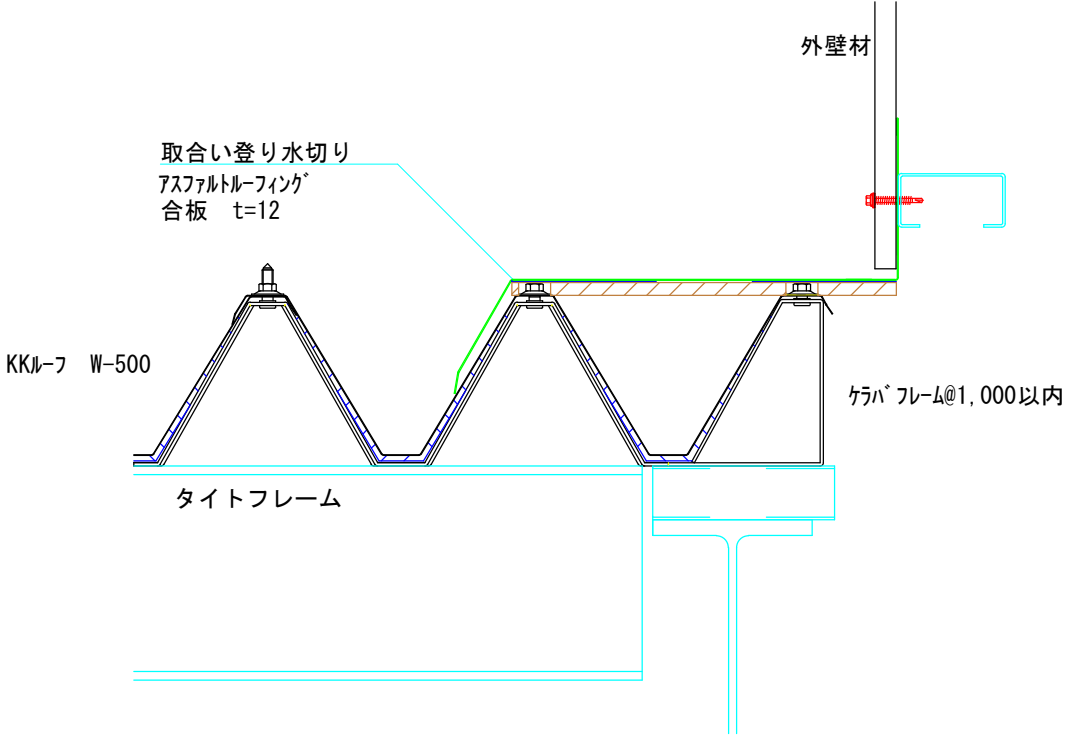 外壁材
取合い登り水切り
ｱｽﾌｧﾙﾄﾙｰﾌｨﾝｸﾞ
合板　t=12
KKﾙｰﾌ　W-500
ｹﾗﾊﾞﾌﾚｰﾑ@1,000以内
タイトフレーム